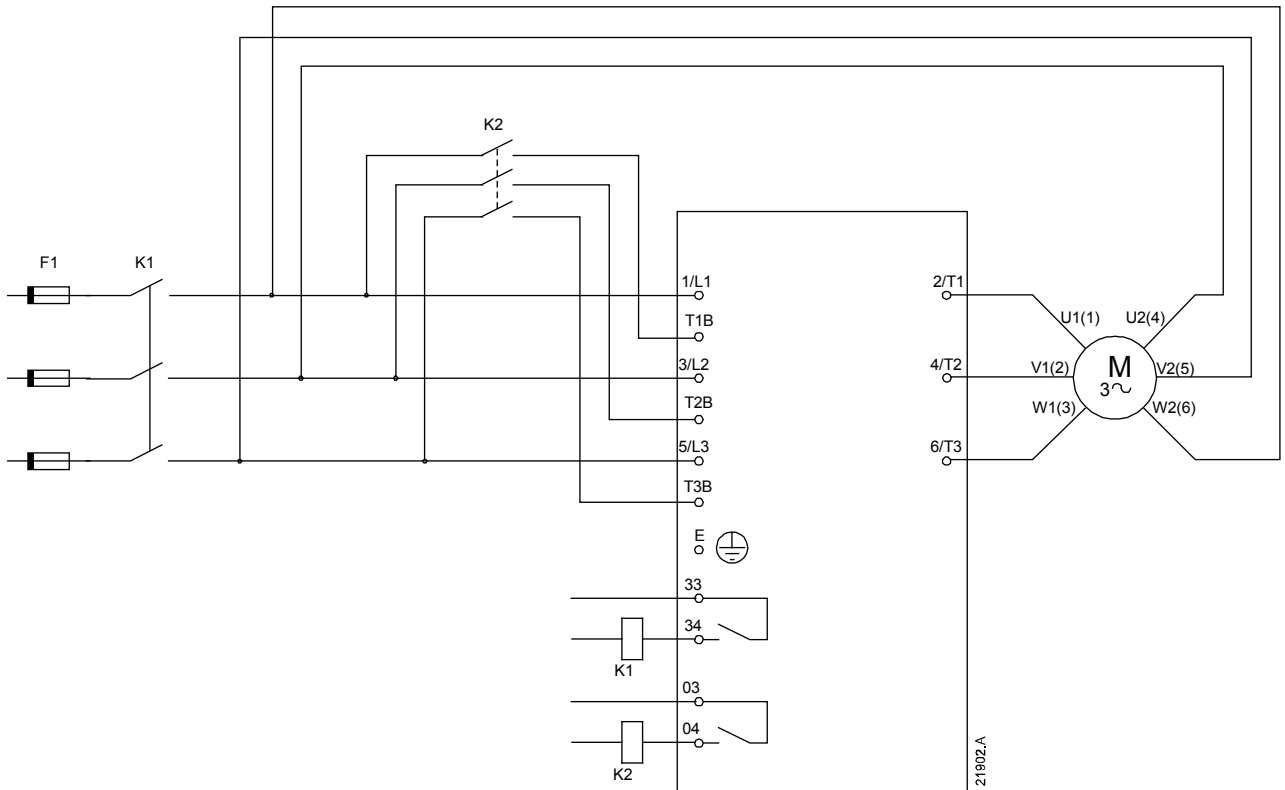 K2
F1
K1
1/L1
2/T1
T1B
U1(1)
U2(4)
3/L2
4/T2
V1(2)
M
3~
V2(5)
T2B
W1(3)
W2(6)
5/L3
6/T3
T3B
E
33
34
K1
03
04
K2
21902.A